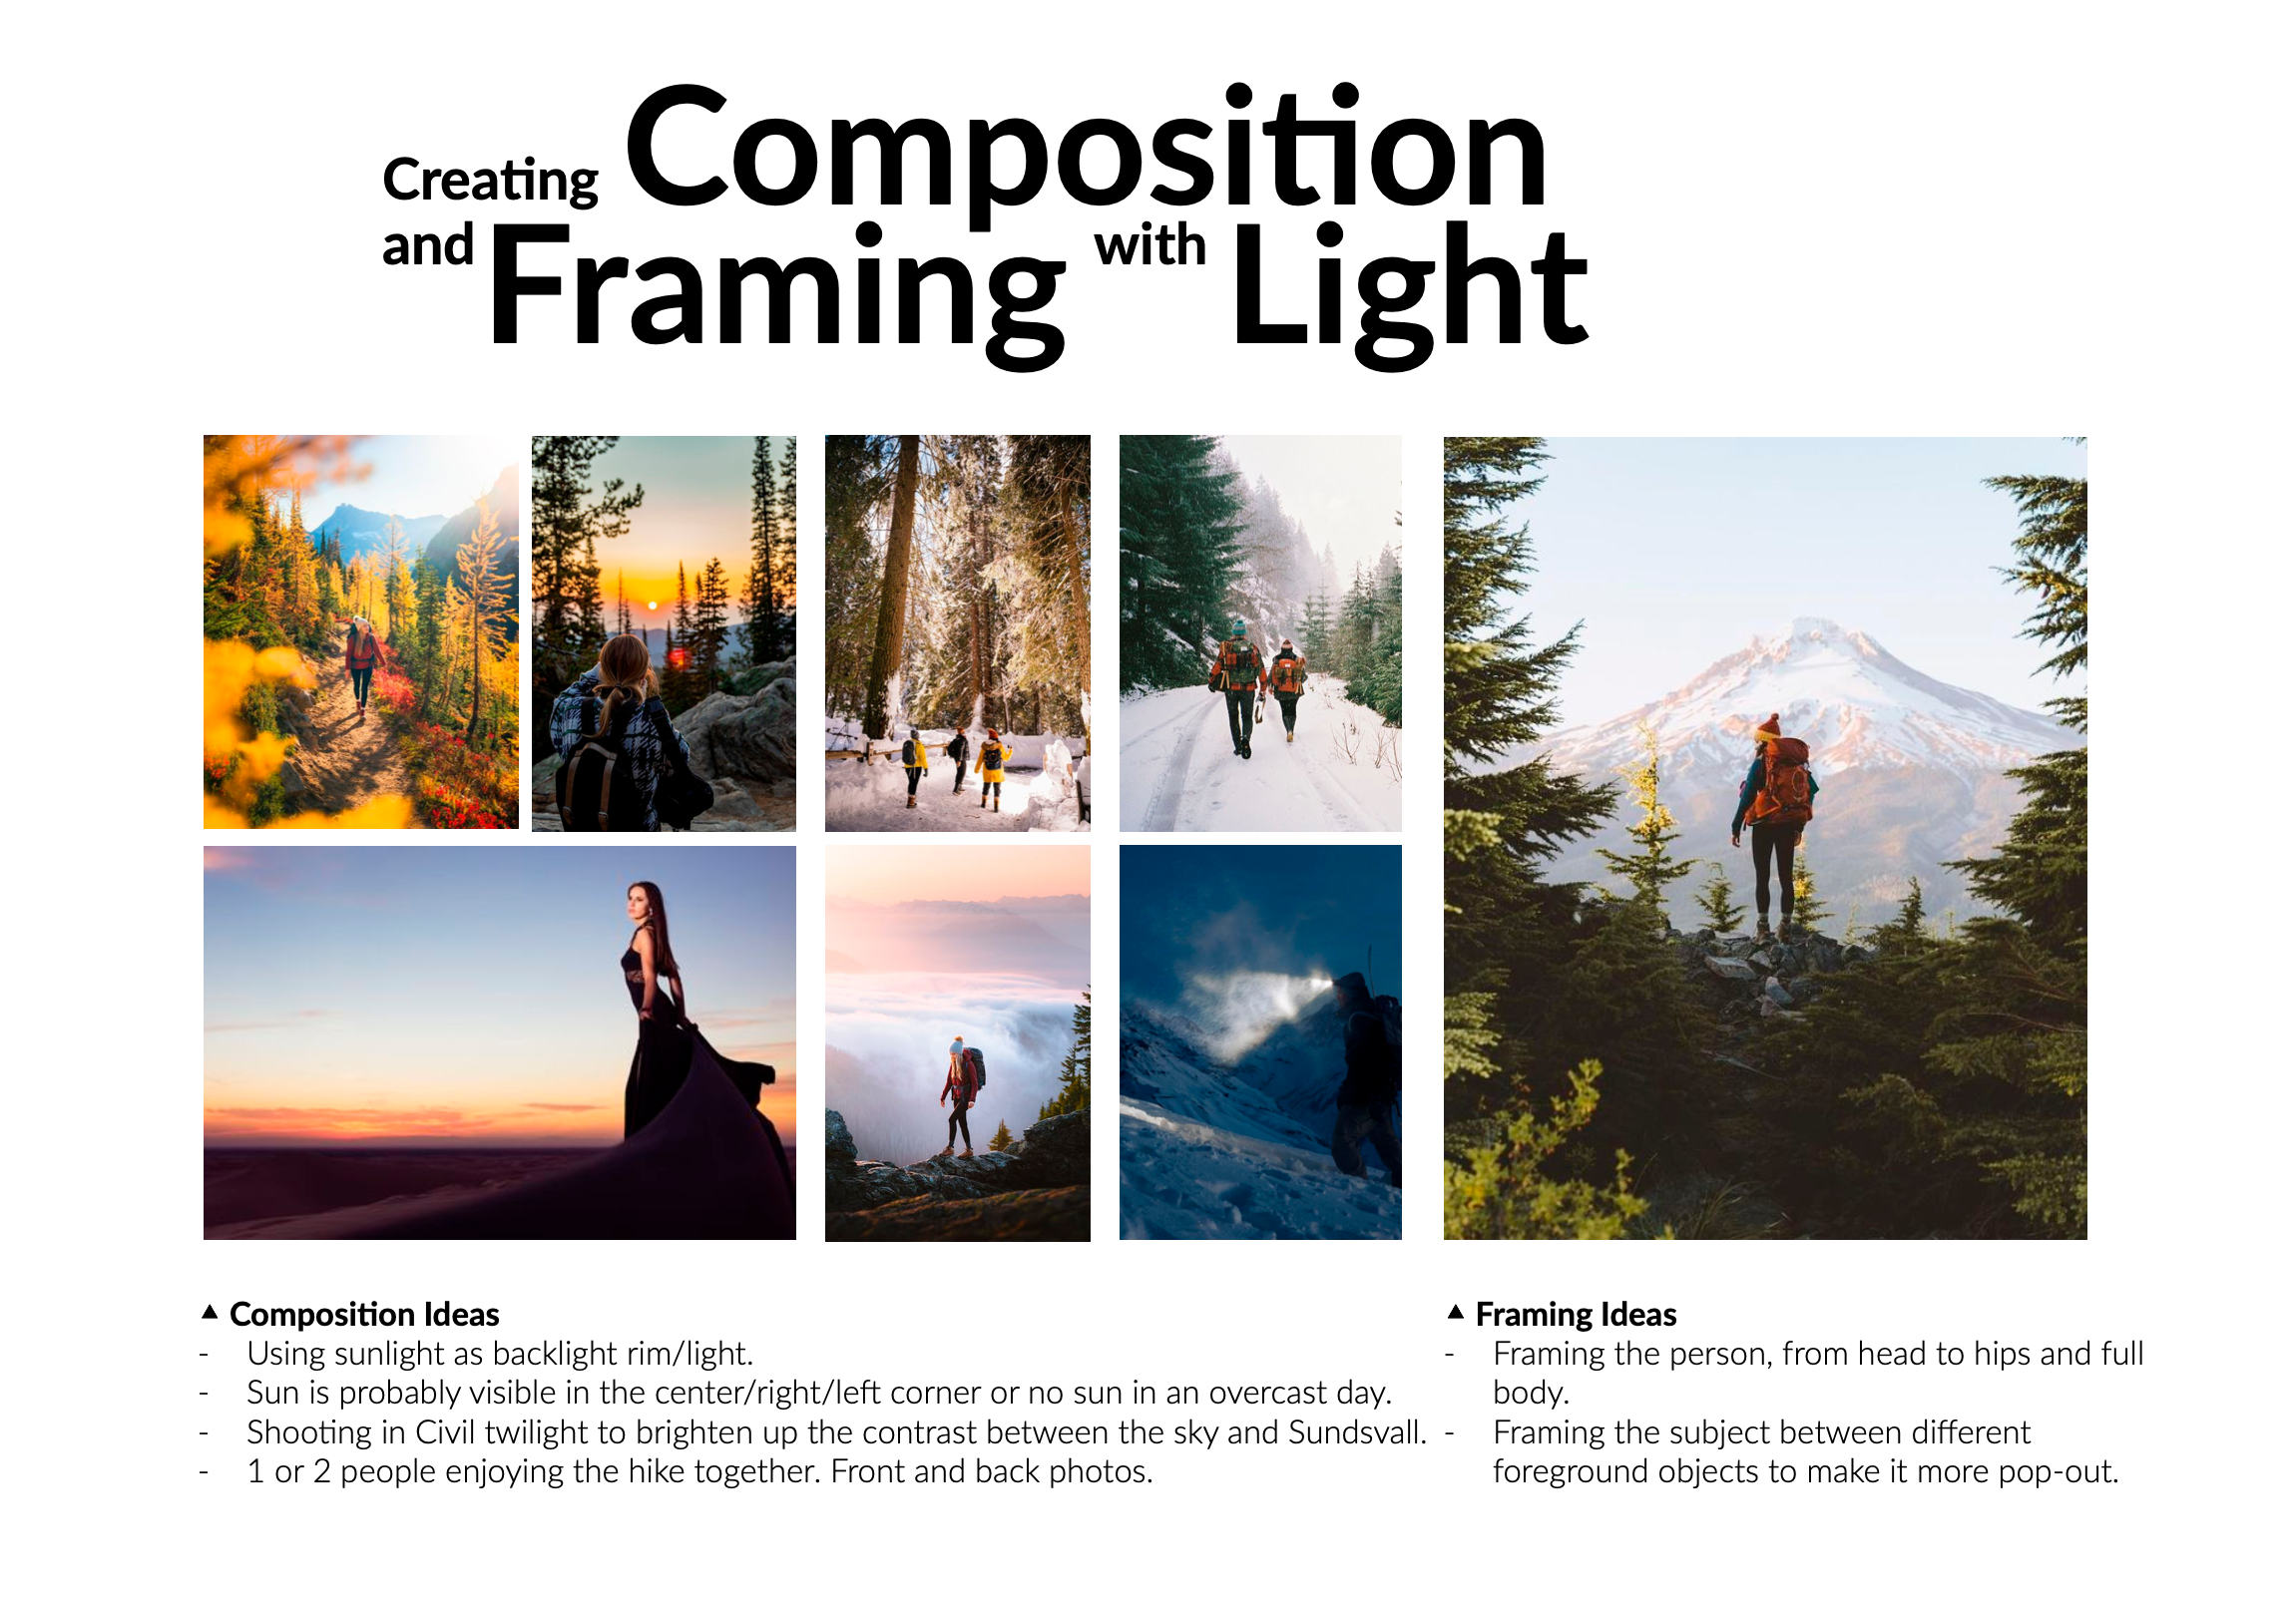 Creating Composition
and Framing with Light
▲ Composition Ideas
- Using sunlight as backlight rim/light.
- Sun is probably visible in the center/right/left corner or no sun in an overcast day.
- Shooting in Civil twilight to brighten up the contrast between the sky and Sundsvall.
- 1 or 2 people enjoying the hike together. Front and back photos.
▲ Framing Ideas
- Framing the person, from head to hips and full
body.
- Framing the subject between different
foreground objects to make it more pop-out.